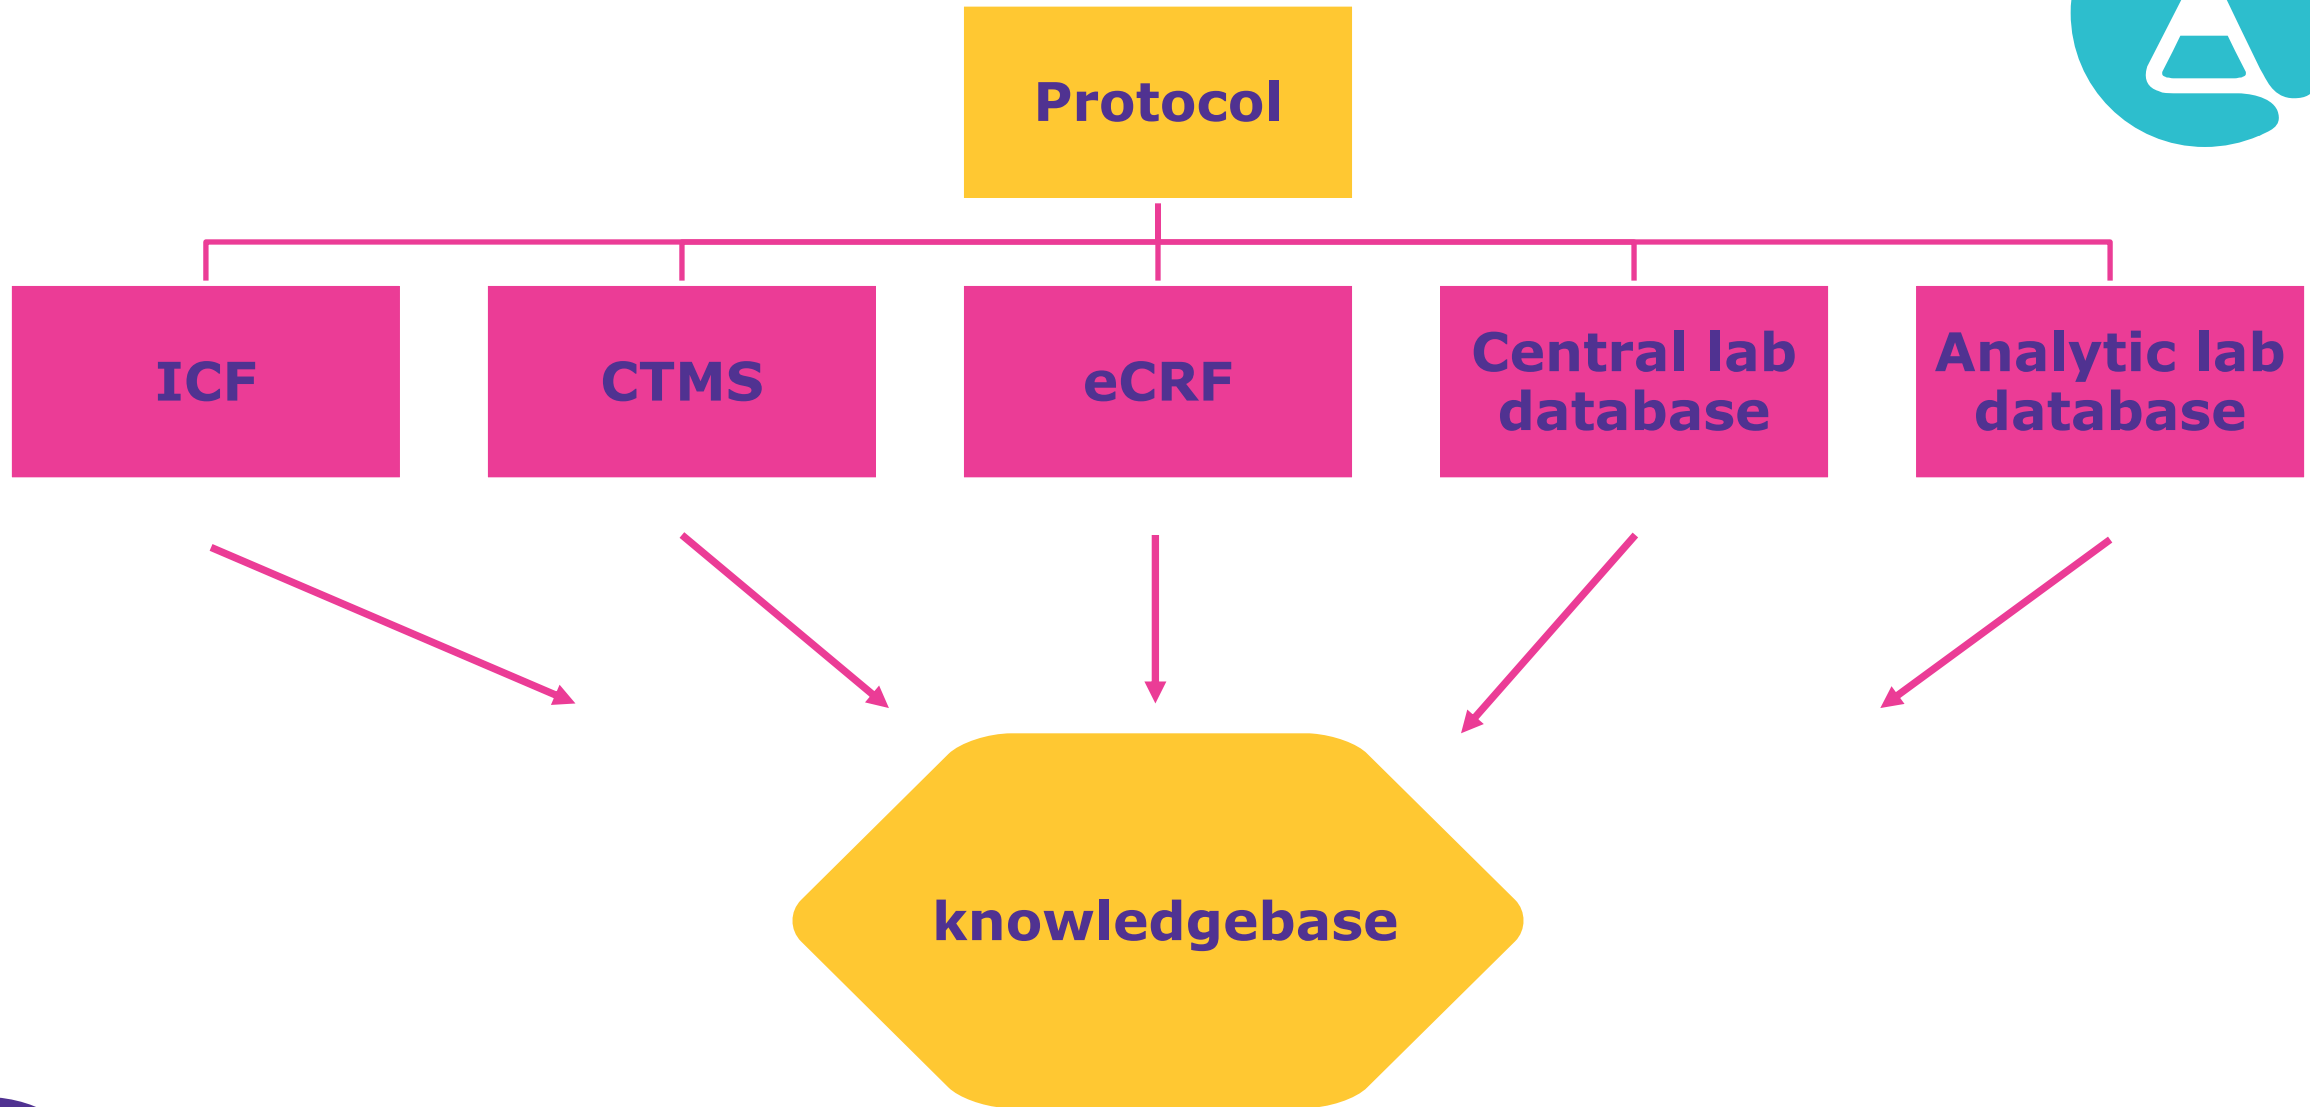 Protocol
ICF
CTMS
eCRF
Central lab
database
Analytic lab
database
knowledgebase